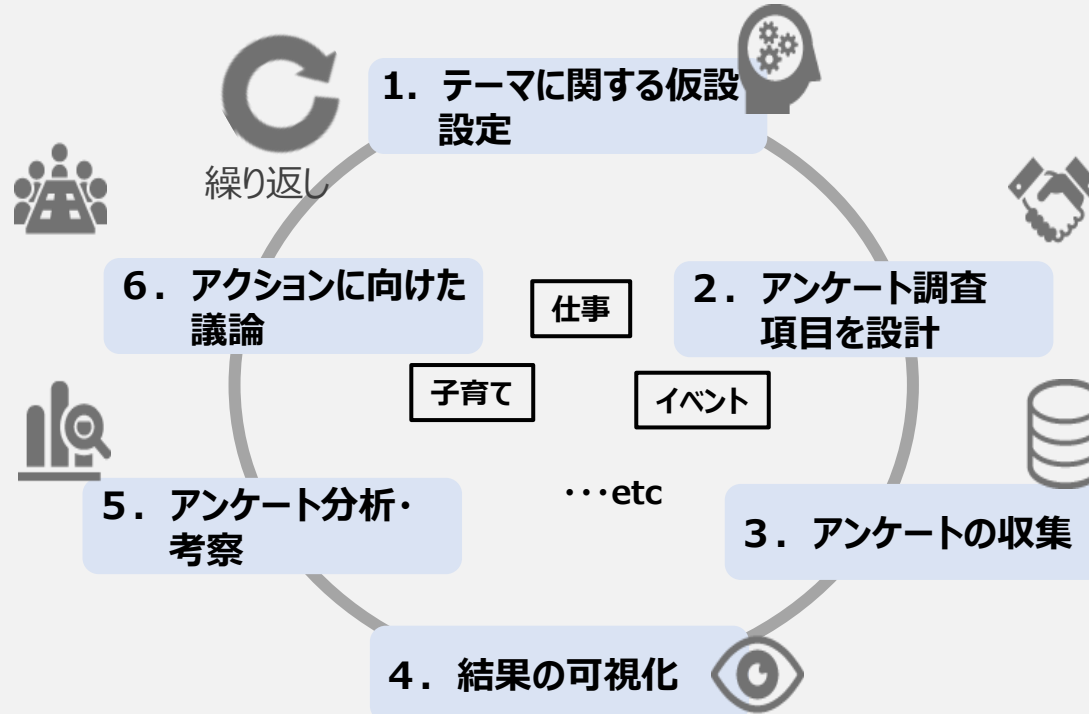 1．テーマに関する仮設
設定
繰り返し
6．アクションに向けた
議論
仕事
2．アンケート調査
項目を設計
子育て
イベント
5．アンケート分析・
考察
･･･etc
3．アンケートの収集
4．結果の可視化